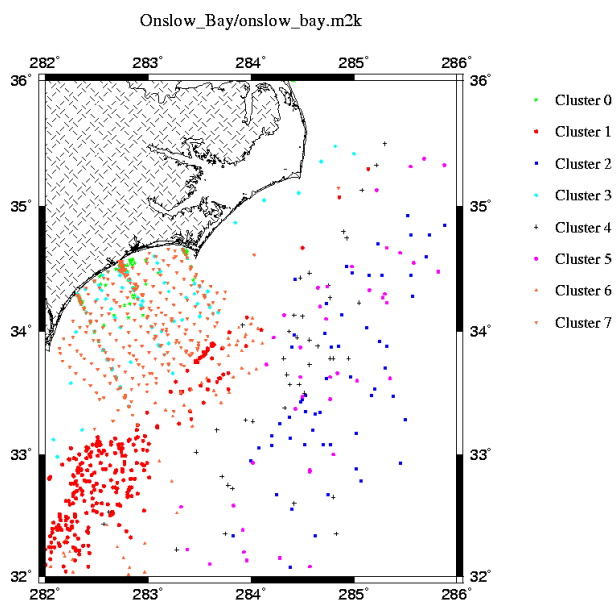 Onslow_Bay/onslow_bay.m2k
282° 283° 284° 285° 286°
36° 36°
35° 35°
34° 34°
33° 33°
32° 32°
282° 283° 284° 285° 286°
Cluster 0
Cluster 1
Cluster 2
Cluster 3
Cluster 4
Cluster 5
Cluster 6
Cluster 7